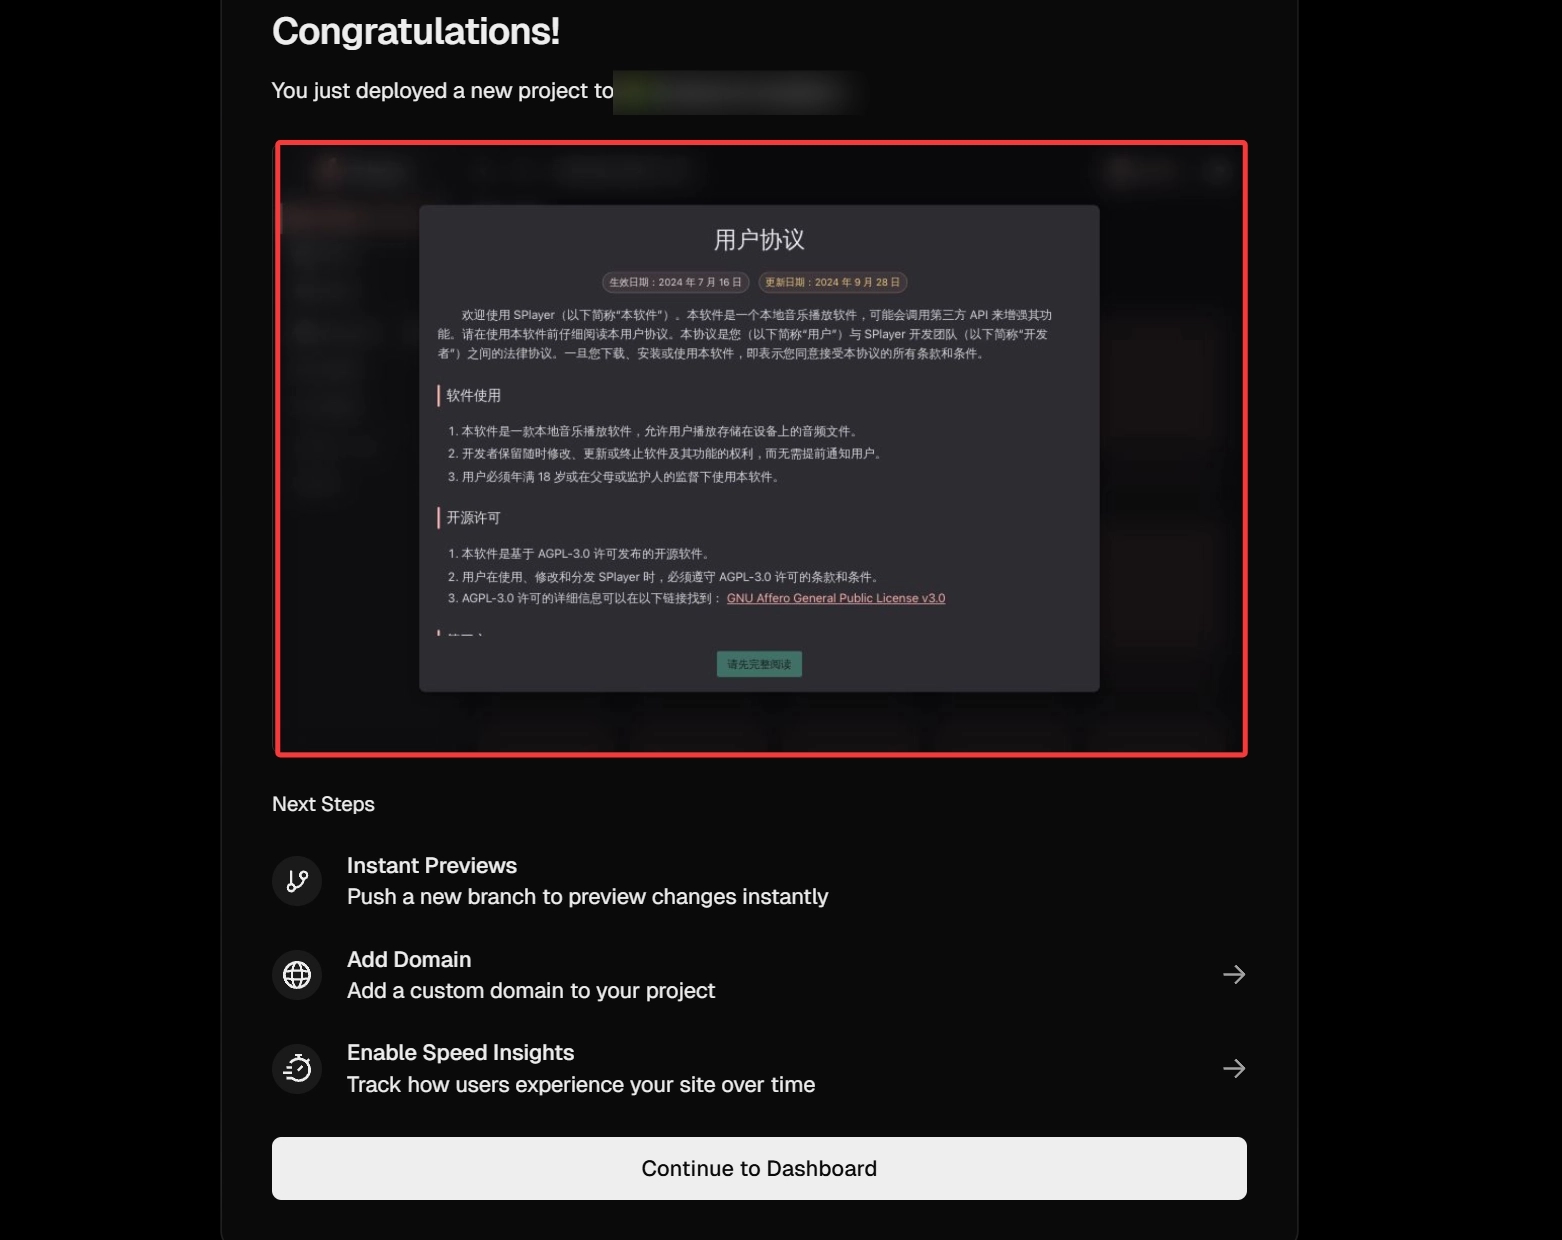 Congratulations!
You just deployed a new project to
用户协议
生效日期：2024 年 7 月 16 日
更新日期：2024 年 9 月 28 日
欢迎使用 SPlayer（以下简称“本软件”）。本软件是一个本地音乐播放软件，可能会调用第三方 API 来增强其功
能。请在使用本软件前仔细阅读本用户协议。本协议是您（以下简称“用户”）与 SPlayer 开发团队（以下简称“开发
者”）之间的法律协议。一旦您下载、安装或使用本软件，即表示您同意接受本协议的所有条款和条件。
软件使用
1. 本软件是一款本地音乐播放软件，允许用户播放存储在设备上的音频文件。
2. 开发者保留随时修改、更新或终止软件及其功能的权利，而无需提前通知用户。
3. 用户必须年满 18 岁或在父母或监护人的监督下使用本软件。
开源许可
1. 本软件是基于 AGPL-3.0 许可发布的开源软件。
2. 用户在使用、修改和分发 SPlayer 时，必须遵守 AGPL-3.0 许可的条款和条件。
3. AGPL-3.0 许可的详细信息可以在以下链接找到： GNU Affero General Public License v3.0
请先完整阅读
Next Steps
Instant Previews
Push a new branch to preview changes instantly
Add Domain
Add a custom domain to your project
Enable Speed Insights
Track how users experience your site over time
Continue to Dashboard